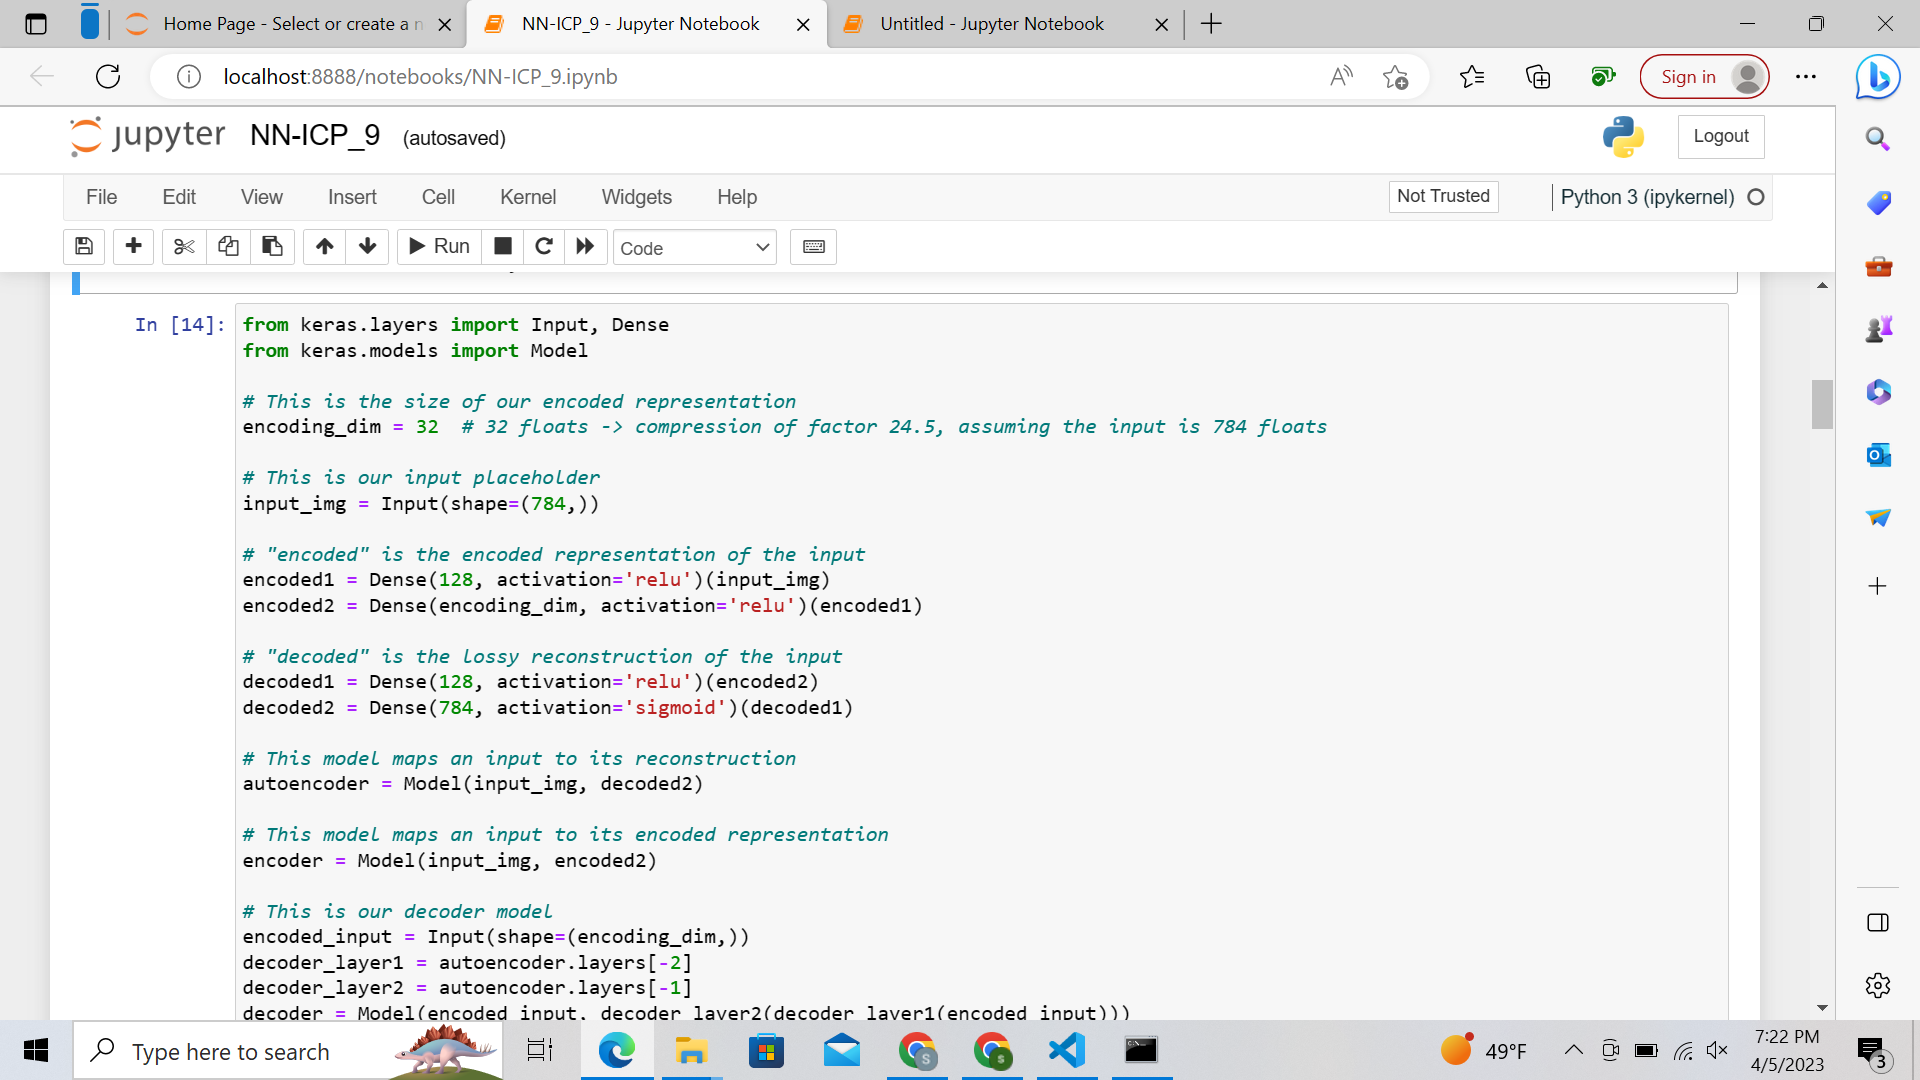 Home Page - Select or create a n
NN-ICP_9 - Jupyter Notebook
Untitled - Jupyter Notebook
localhost:8888/notebooks/NN-ICP_9.ipynb
Sign in
jupyter NN-ICP_9 (autosaved)
Logout
File Edit View Insert Cell Kernel Widgets Help
Not Trusted
Python 3 (ipykernel)
Run
Code
In [14]:
from keras.layers import Input, Dense
from keras.models import Model
# This is the size of our encoded representation
encoding_dim = 32  # 32 floats -> compression of factor 24.5, assuming the input is 784 floats
# This is our input placeholder
input_img = Input(shape=(784,))
# "encoded" is the encoded representation of the input
encoded1 = Dense(128, activation='relu')(input_img)
encoded2 = Dense(encoding_dim, activation='relu')(encoded1)
# "decoded" is the lossy reconstruction of the input
decoded1 = Dense(128, activation='relu')(encoded2)
decoded2 = Dense(784, activation='sigmoid')(decoded1)
# This model maps an input to its reconstruction
autoencoder = Model(input_img, decoded2)
# This model maps an input to its encoded representation
encoder = Model(input_img, encoded2)
# This is our decoder model
encoded_input = Input(shape=(encoding_dim,))
decoder_layer1 = autoencoder.layers[-2]
decoder_layer2 = autoencoder.layers[-1]
decoder = Model(encoded_input, decoder_layer2(decoder_layer1(encoded_input)))
Type here to search
49°F
7:22 PM
4/5/2023
3